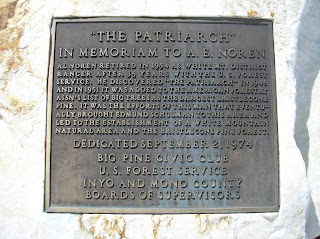 "THE PATRIARCH"
IN MEMORIAM TO A. E. NOREN
AL NOREN RETIRED IN 1954 AS WHITE MT. DISTRICT
RANGER AFTER 35 YEARS WITH THE U.S. FOREST
SERVICE. HE DISCOVERED "THE PATRIARCH" IN 1946
AND IN 1951 IT WAS ADDED TO THE AMERICAN FORESTRY
ASS'N LIST OF BIG TREES AS THE LARGEST BRISTLECONE
PINE. IT WAS THE EFFORTS OF THIS MAN THAT EVENTU-
ALLY BROUGHT EDMUND SCHULMAN TO THIS AREA AND
LED TO THE ESTABLISHMENT OF A WHITE MOUNTAIN
NATURAL AREA AND THE BRISTLECONE PINE FOREST.
DEDICATED SEPTEMBER 2, 1974
BIG PINE CIVIC CLUB
U.S. FOREST SERVICE
INYO AND MONO COUNTY
BOARDS OF SUPERVISORS